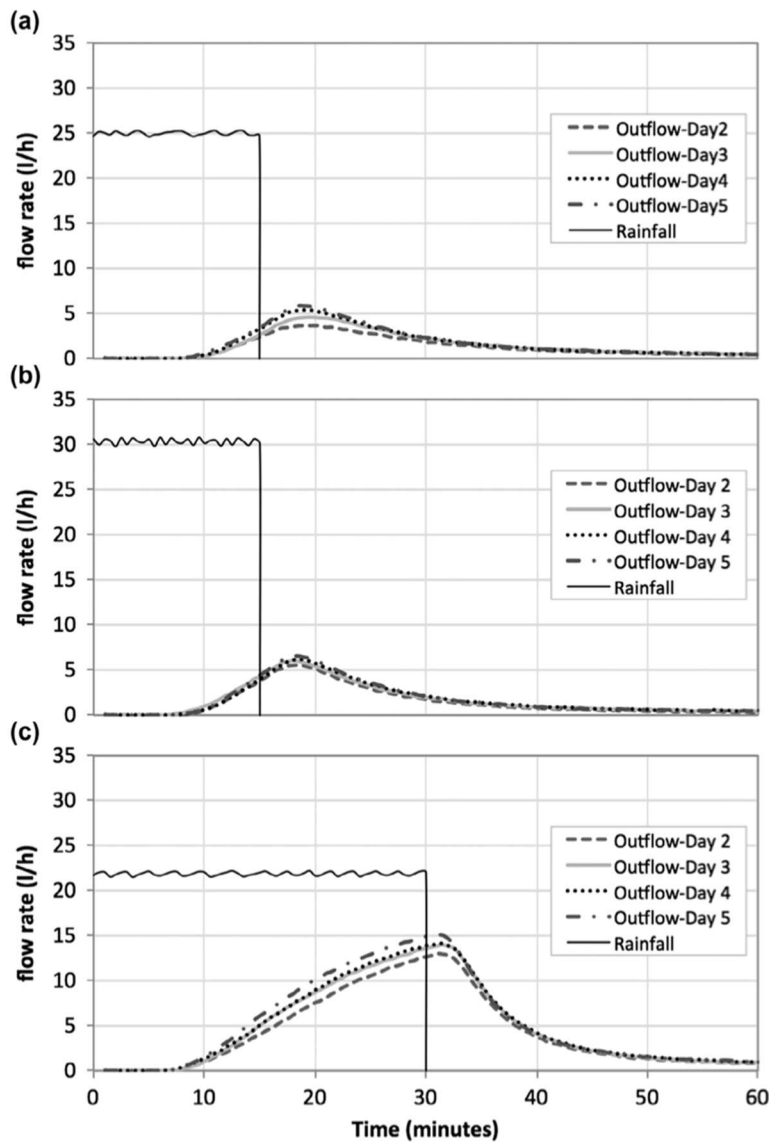 (a)
35
30
25
20
15
10
5
0
flow rate (l/h)
Outflow-Day2
Outflow-Day3
Outflow-Day4
Outflow-Day5
Rainfall
(b)
35
30
25
20
15
10
5
0
flow rate (l/h)
Outflow-Day 2
Outflow-Day 3
Outflow-Day 4
Outflow-Day 5
Rainfall
(c)
35
30
25
20
15
10
5
0
flow rate (l/h)
Outflow-Day 2
Outflow-Day 3
Outflow-Day 4
Outflow-Day 5
Rainfall
0 10 20 30 40 50 60
Time (minutes)